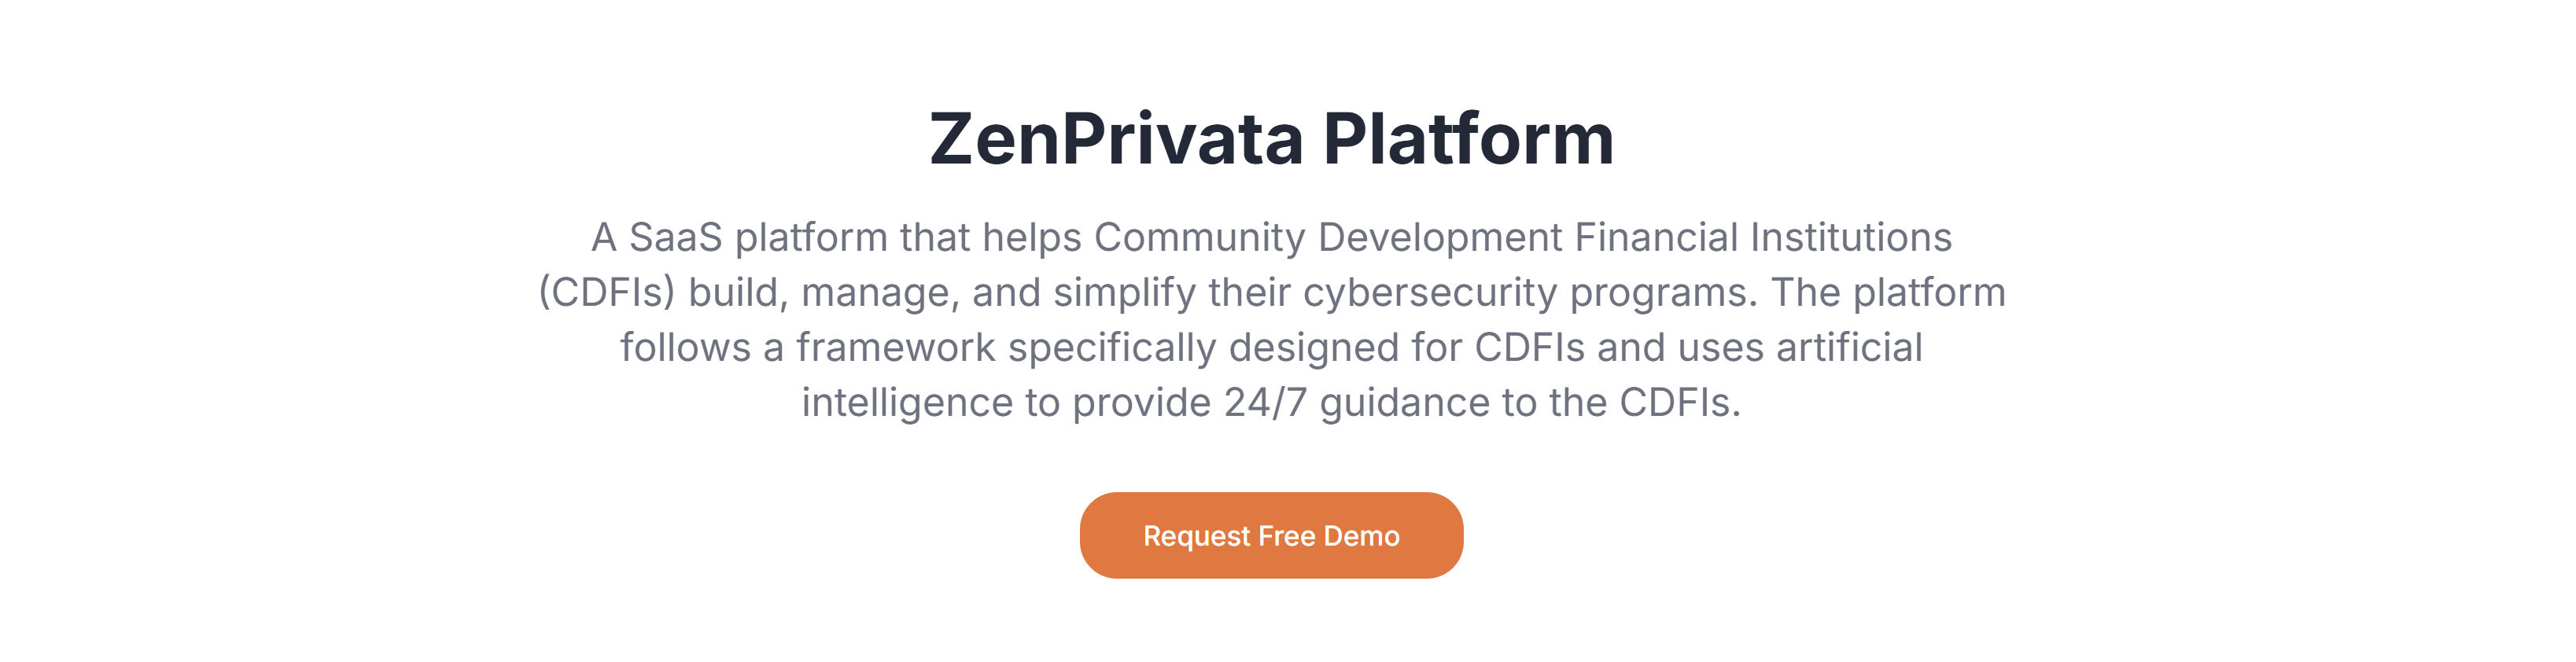 ZenPrivata Platform
A SaaS platform that helps Community Development Financial Institutions
(CDFIs) build, manage, and simplify their cybersecurity programs. The platform
follows a framework specifically designed for CDFIs and uses artificial
intelligence to provide 24/7 guidance to the CDFIs.
Request Free Demo